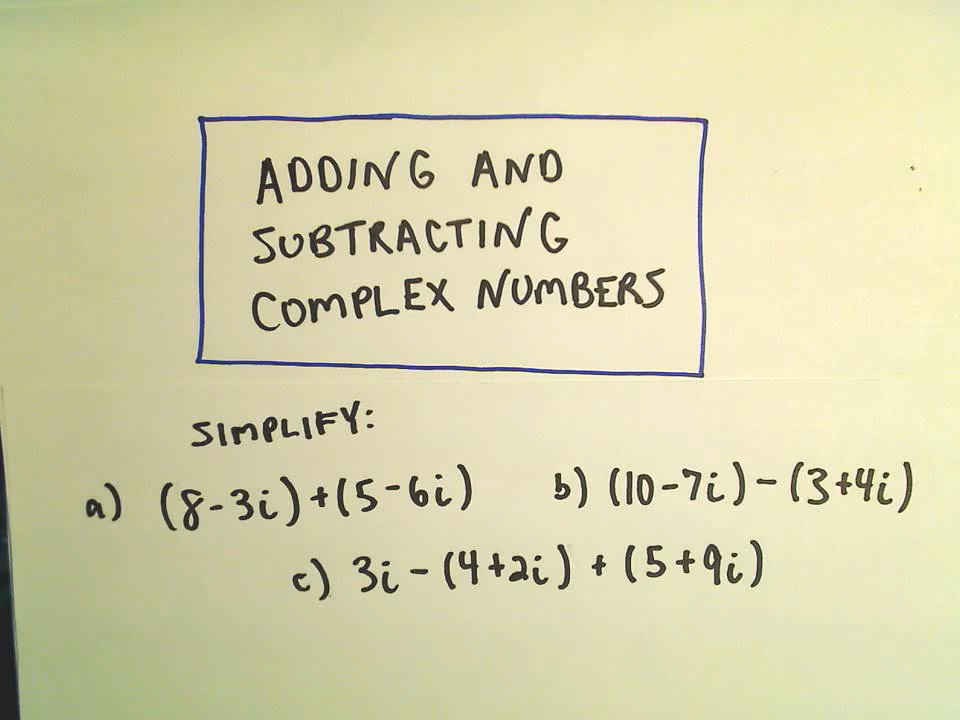 ADDING AND
SUBTRACTING
COMPLEX NUMBERS
SIMPLIFY:
a) (8-3i)+(5-6i) b) (10-7i)-(3+4i)
c) 3i-(4+2i)+(5+9i)